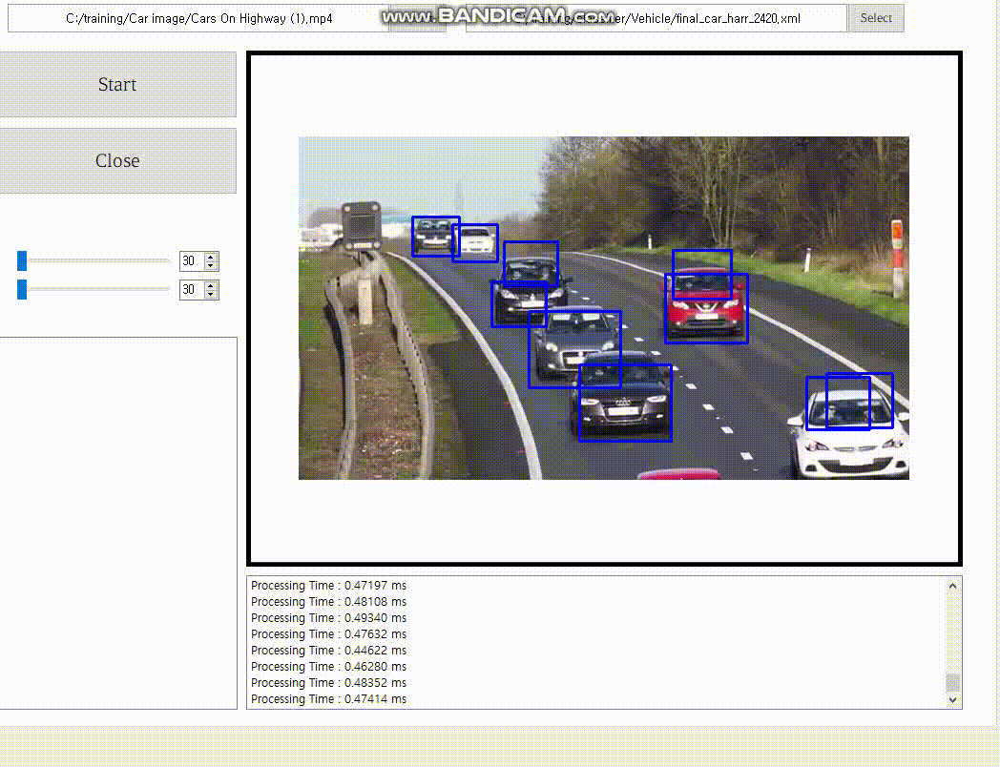 C:/training/Car image/Cars On Highway (1).mp4
www.BANDICAM.com
/Vehicle/final_car_harr_2420.xml
Select
Start
Close
30
30
Processing Time : 0.47197 ms
Processing Time : 0.48108 ms
Processing Time : 0.49340 ms
Processing Time : 0.47632 ms
Processing Time : 0.44622 ms
Processing Time : 0.46280 ms
Processing Time : 0.48352 ms
Processing Time : 0.47414 ms